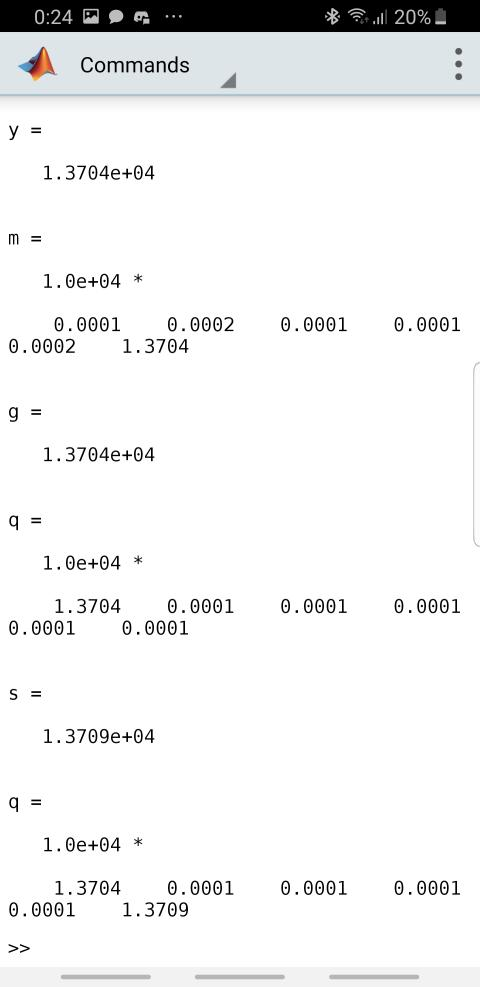 0:24 ... 20%
Commands
y =
1.3704e+04
m =
1.0e+04 *
0.0001 0.0002 0.0001 0.0001
0.0002 1.3704
g =
1.3704e+04
q =
1.0e+04 *
1.3704 0.0001 0.0001 0.0001
0.0001 0.0001
s =
1.3709e+04
q =
1.0e+04 *
1.3704 0.0001 0.0001 0.0001
0.0001 1.3709
>>